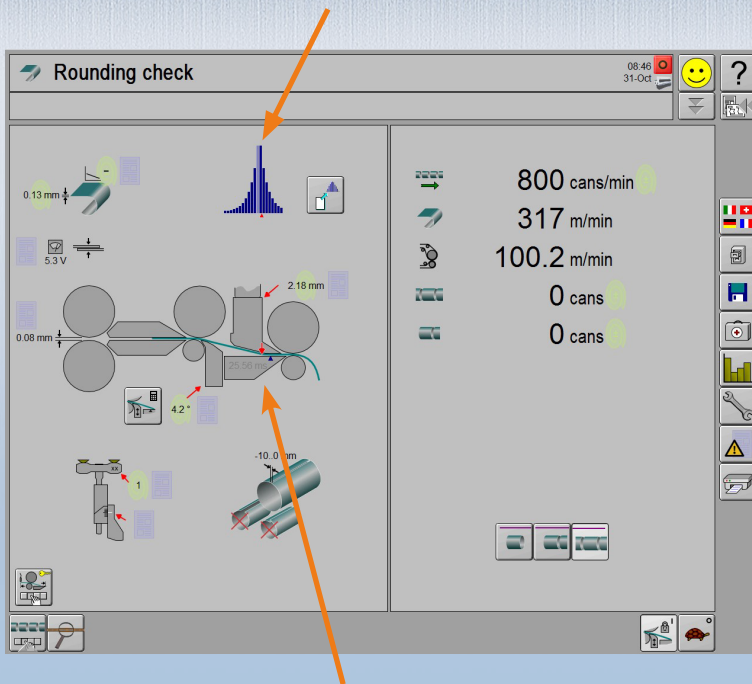 Rounding check
08:46
31-Oct
?
0.13 mm
5.3 V
2.18 mm
0.08 mm
25.56 ms
4.2 °
xx
1
-10..0 mm
800 cans/min
317 m/min
100.2 m/min
0 cans
0 cans